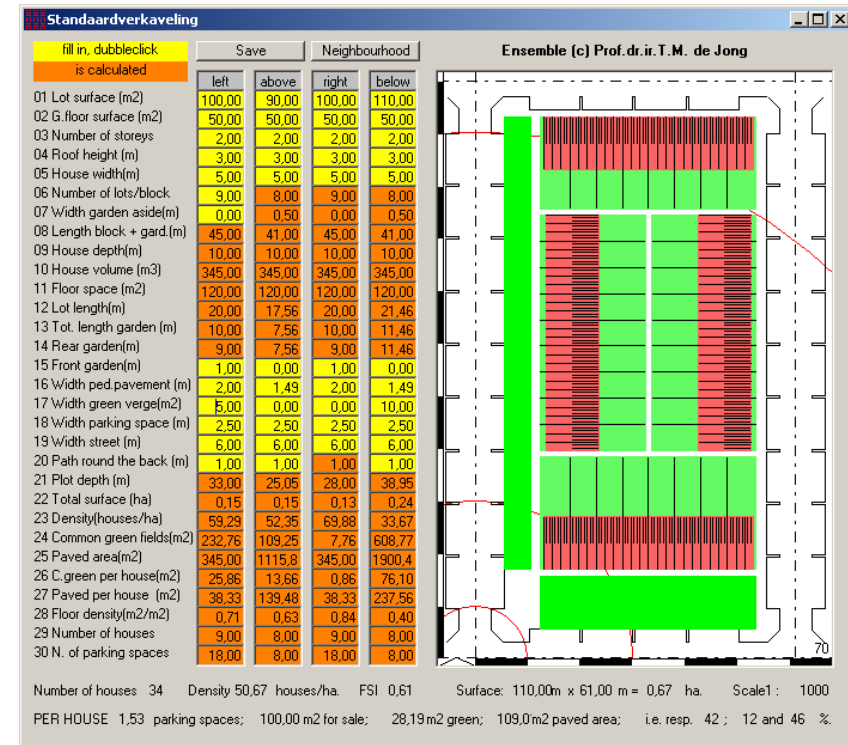 Standaardverkaveling
fill in, dubbleclick Save Neighbourhood Ensemble (c) Prof.dr.ir.T.M. de Jong
is calculated
left above right below
01 Lot surface (m2) 100,00 90,00 100,00 110,00
02 G.floor surface (m2) 50,00 50,00 50,00 50,00
03 Number of storeys 2,00 2,00 2,00 2,00
04 Roof height (m) 3,00 3,00 3,00 3,00
05 House width(m) 5,00 5,00 5,00 5,00
06 Number of lots/block 9,00 8,00 9,00 8,00
07 Width garden aside(m) 0,00 0,50 0,00 0,50
08 Length block + gard.(m) 45,00 41,00 45,00 41,00
09 House depth(m) 10,00 10,00 10,00 10,00
10 House volume (m3) 345,00 345,00 345,00 345,00
11 Floor space (m2) 120,00 120,00 120,00 120,00
12 Lot length(m) 20,00 17,56 20,00 21,46
13 Tot. length garden (m) 10,00 7,56 10,00 11,46
14 Rear garden(m) 9,00 7,56 9,00 11,46
15 Front garden(m) 1,00 0,00 1,00 0,00
16 Width ped.pavement (m) 2,00 1,49 2,00 1,49
17 Width green verge(m2) 5,00 0,00 0,00 10,00
18 Width parking space (m) 2,50 2,50 2,50 2,50
19 Width street (m) 6,00 6,00 6,00 6,00
20 Path round the back (m) 1,00 1,00 1,00 1,00
21 Plot depth (m) 33,00 25,05 28,00 38,95
22 Total surface (ha) 0,15 0,15 0,13 0,24
23 Density(houses/ha) 59,29 52,35 69,88 33,67
24 Common green fields(m2) 232,76 109,25 7,76 608,77
25 Paved area(m2) 345,00 1115,8 345,00 1900,4
26 C.green per house(m2) 25,86 13,66 0,86 76,10
27 Paved per house (m2) 38,33 139,48 38,33 237,56
28 Floor density(m2/m2) 0,71 0,63 0,84 0,40
29 Number of houses 9,00 8,00 9,00 8,00
30 N. of parking spaces 18,00 8,00 18,00 8,00
70
Number of houses 34 Density 50,67 houses/ha. FSI 0,61 Surface: 110,00m x 61,00 m = 0,67 ha. Scale1 : 1000
PER HOUSE 1,53 parking spaces; 100,00 m2 for sale; 28,19 m2 green; 109,0 m2 paved area; i.e. resp. 42 ; 12 and 46 %.